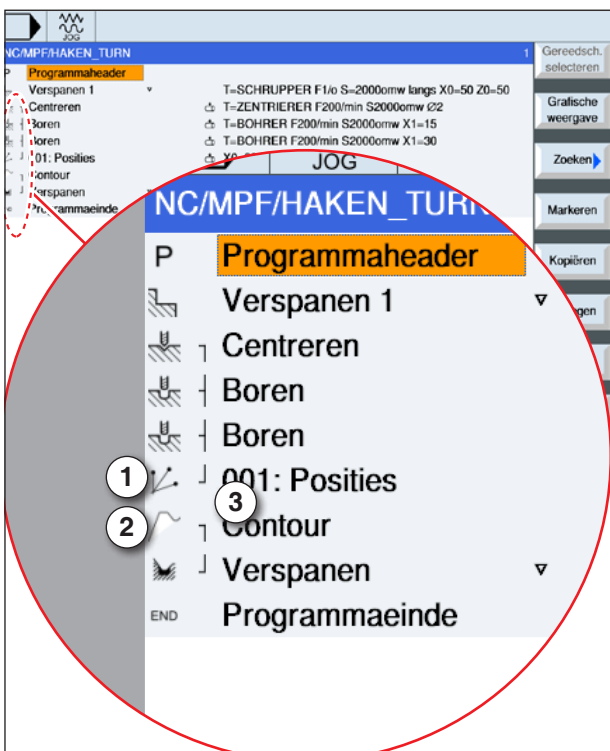 JOG
NC/MPF/HAKEN_TURN 1
P Programmaheader
Verspanen 1 T=SCHRUPPER F1/o S=2000omw langs X0=50 Z0=50
Centreren T=ZENTRIERER F200/min S2000omw Ø2
Boren T=BOHRER F200/min S2000omw X1=15
Boren T=BOHRER F200/min S2000omw X1=30
001: Posities
Contour
Verspanen
Programmaeinde
Gereedsch.
selecteren
Grafische
weergave
Zoeken
Markeren
Kopiëren
JOG
NC/MPF/HAKEN_TURN
P Programmaheader
Verspanen 1
Centreren
Boren
Boren
1 001: Posities
3
2 Contour
Verspanen
END Programmaeinde